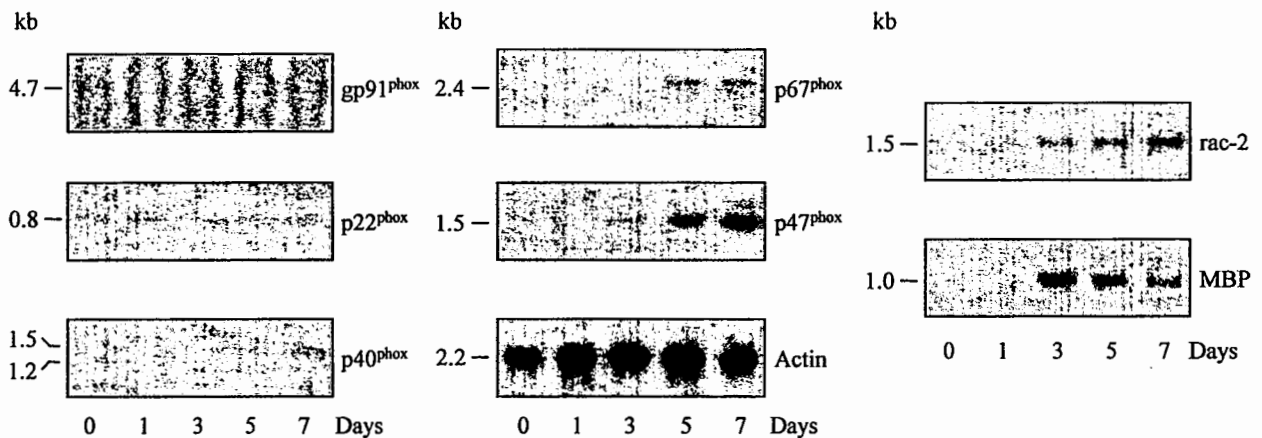 kb
4.7
gp91phox
0.8
p22phox
1.5
1.2
p40phox
0 1 3 5 7 Days
kb
2.4
p67phox
1.5
p47phox
2.2
Actin
0 1 3 5 7 Days
kb
1.5
rac-2
1.0
MBP
0 1 3 5 7 Days